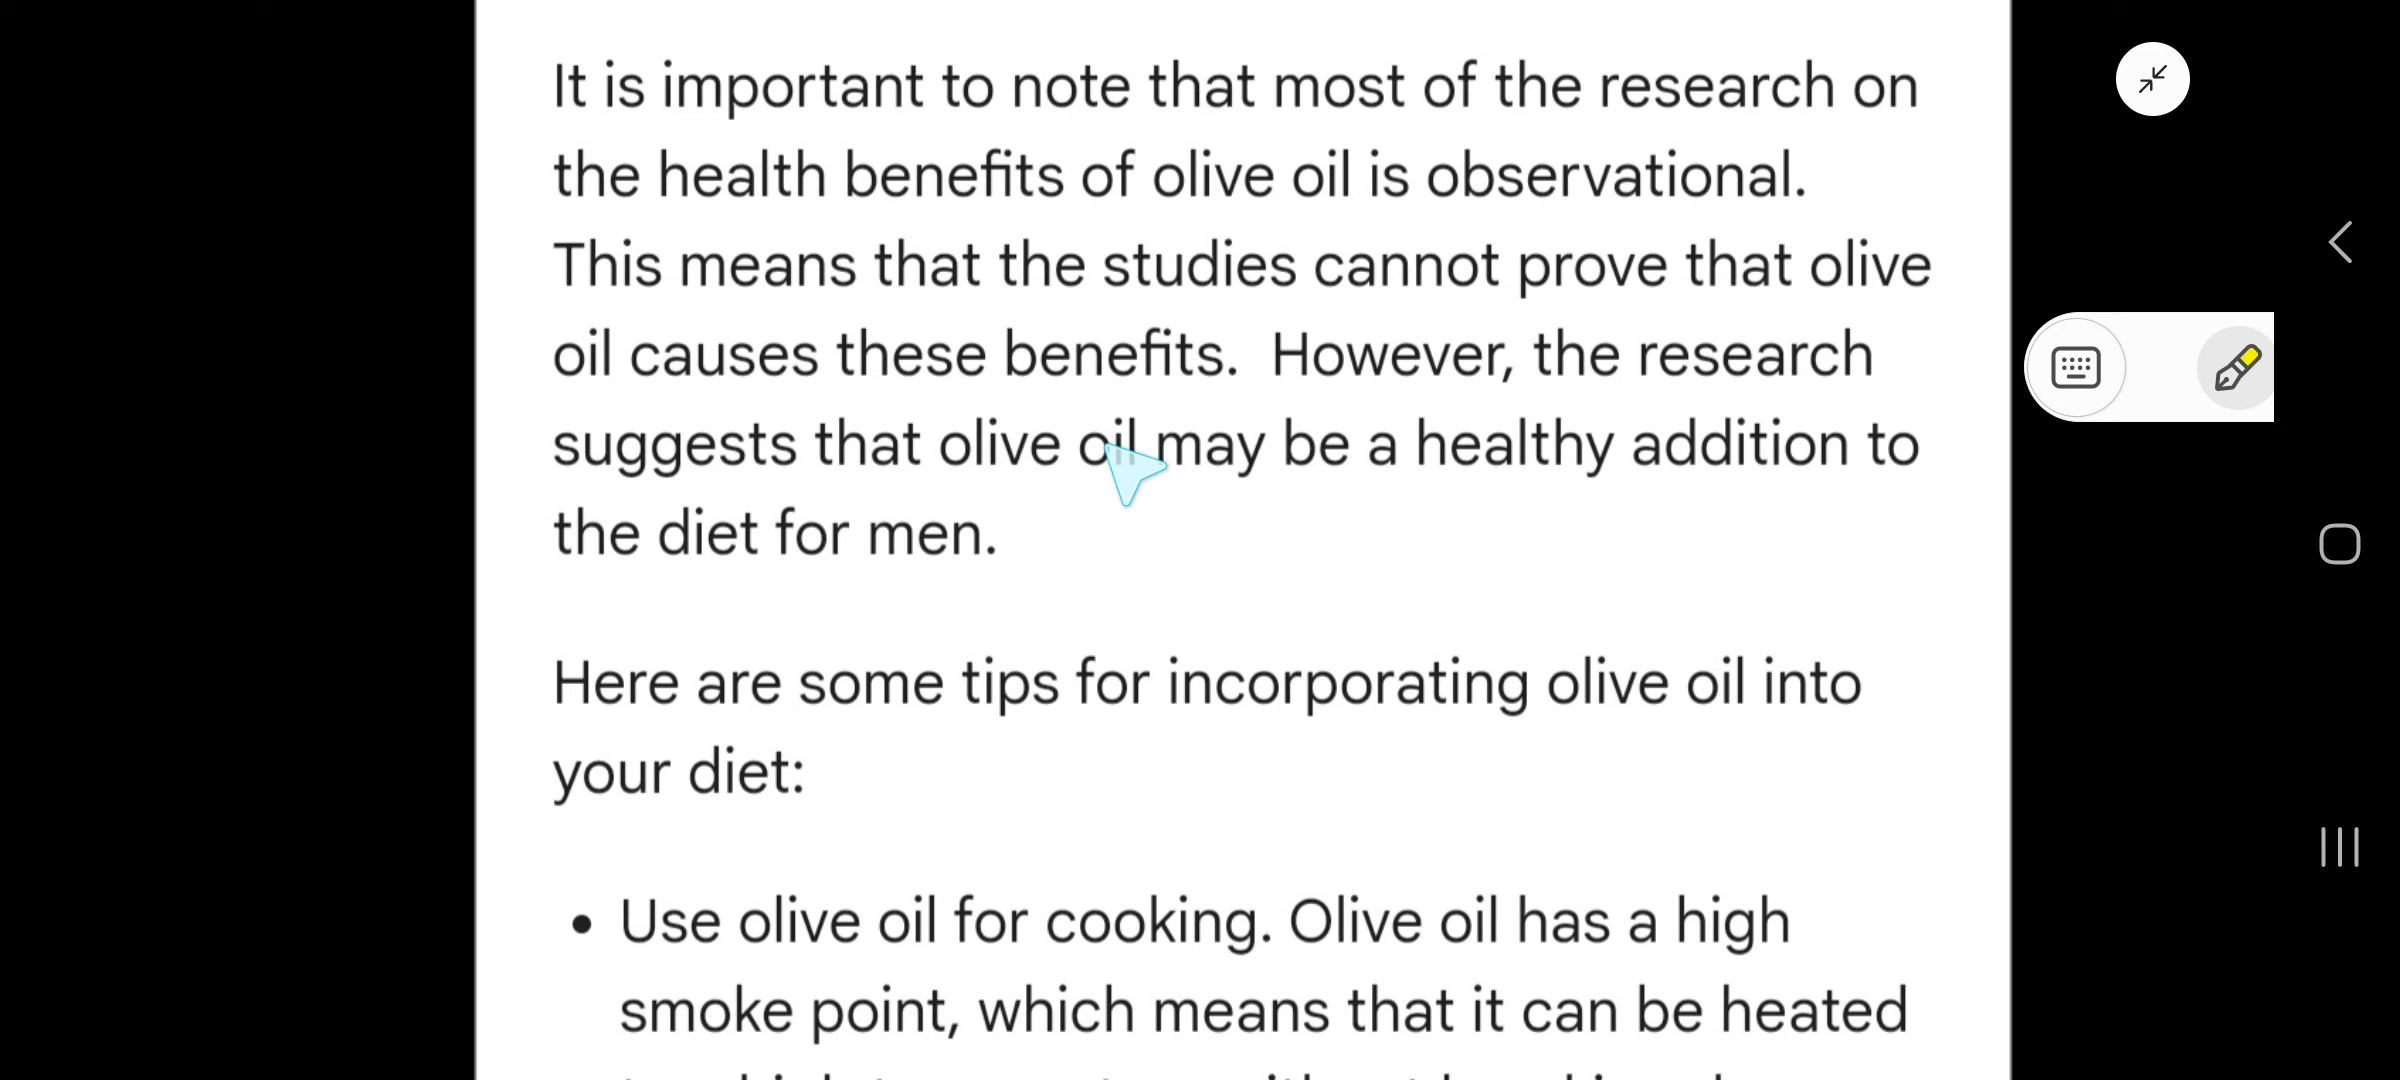 It is important to note that most of the research on
the health benefits of olive oil is observational.
This means that the studies cannot prove that olive
oil causes these benefits.  However, the research
suggests that olive oil may be a healthy addition to
the diet for men.
Here are some tips for incorporating olive oil into
your diet:
• Use olive oil for cooking. Olive oil has a high
smoke point, which means that it can be heated